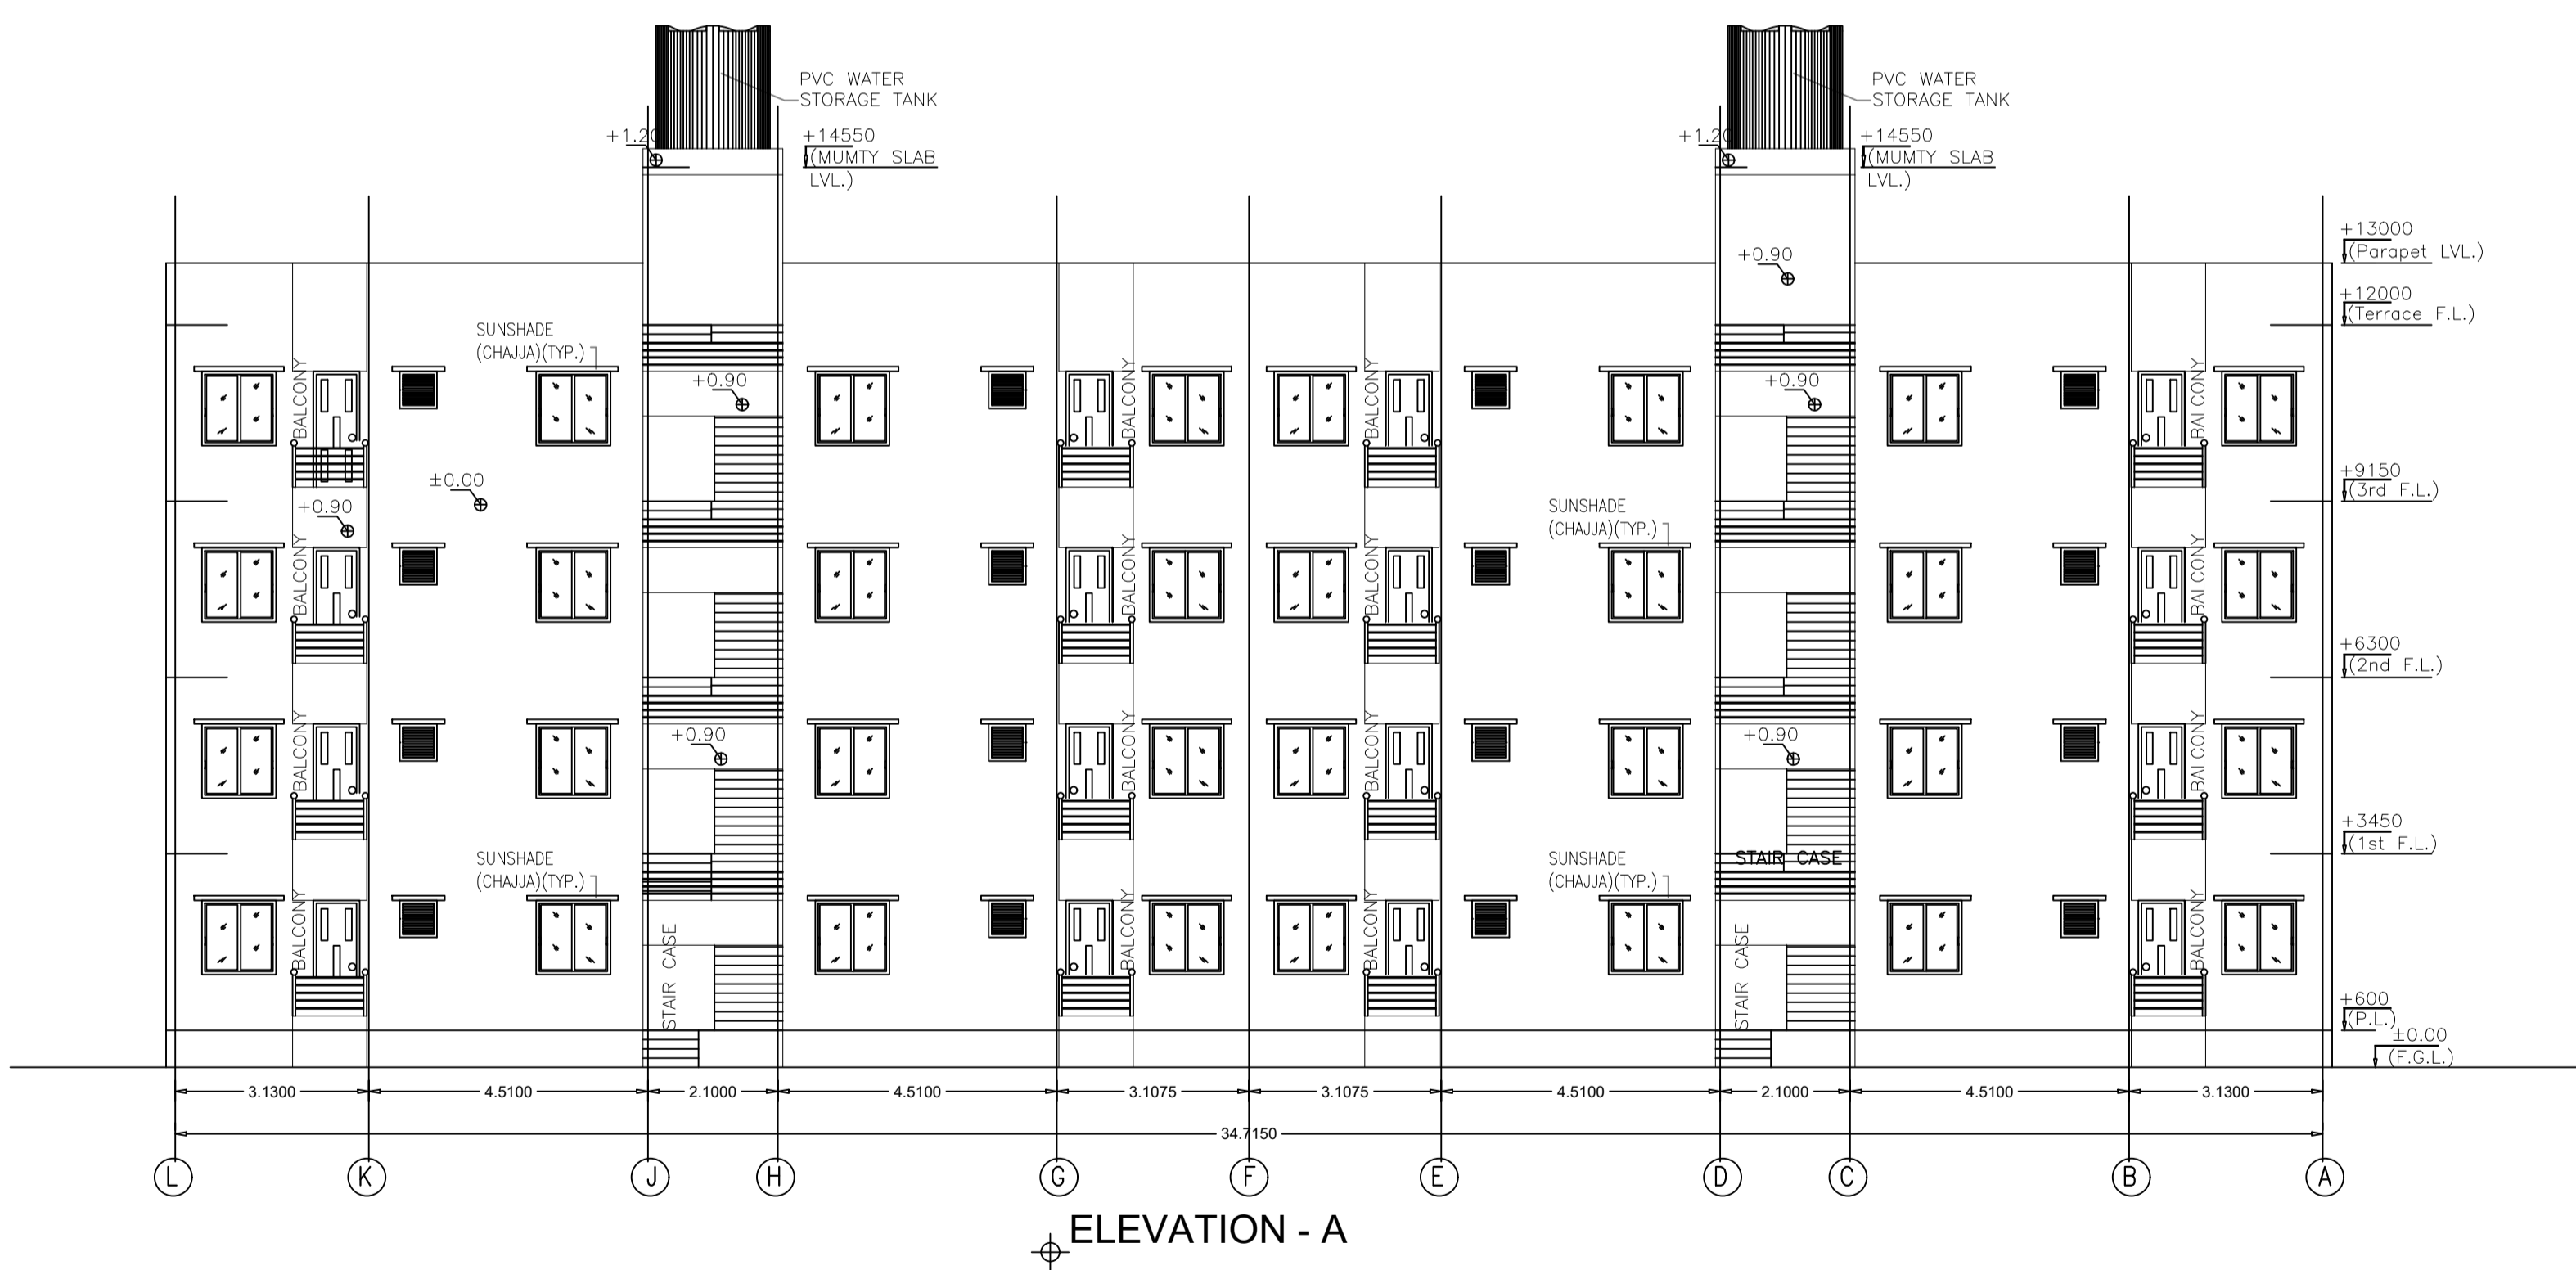 PVC WATER
STORAGE TANK
PVC WATER
STORAGE TANK
+1.20
+14550
(MUMTY SLAB
LVL.)
+1.20
+14550
(MUMTY SLAB
LVL.)
+13000
(Parapet LVL.)
+0.90
+12000
(Terrace F.L.)
SUNSHADE
(CHAJJA)(TYP.)
BALCONY
+0.90
BALCONY
BALCONY
+0.90
BALCONY
±0.00
+9150
(3rd F.L.)
+0.90
SUNSHADE
(CHAJJA)(TYP.)
BALCONY
BALCONY
BALCONY
BALCONY
+6300
(2nd F.L.)
BALCONY
+0.90
BALCONY
BALCONY
+0.90
BALCONY
+3450
(1st F.L.)
SUNSHADE
(CHAJJA)(TYP.)
SUNSHADE
(CHAJJA)(TYP.)
STAIR CASE
BALCONY
STAIR CASE
BALCONY
BALCONY
STAIR CASE
BALCONY
+600
(P.L.)
±0.00
(F.G.L.)
3.1300 4.5100 2.1000 4.5100 3.1075 3.1075 4.5100 2.1000 4.5100 3.1300
34.7150
L K J H G F E D C B A
ELEVATION - A